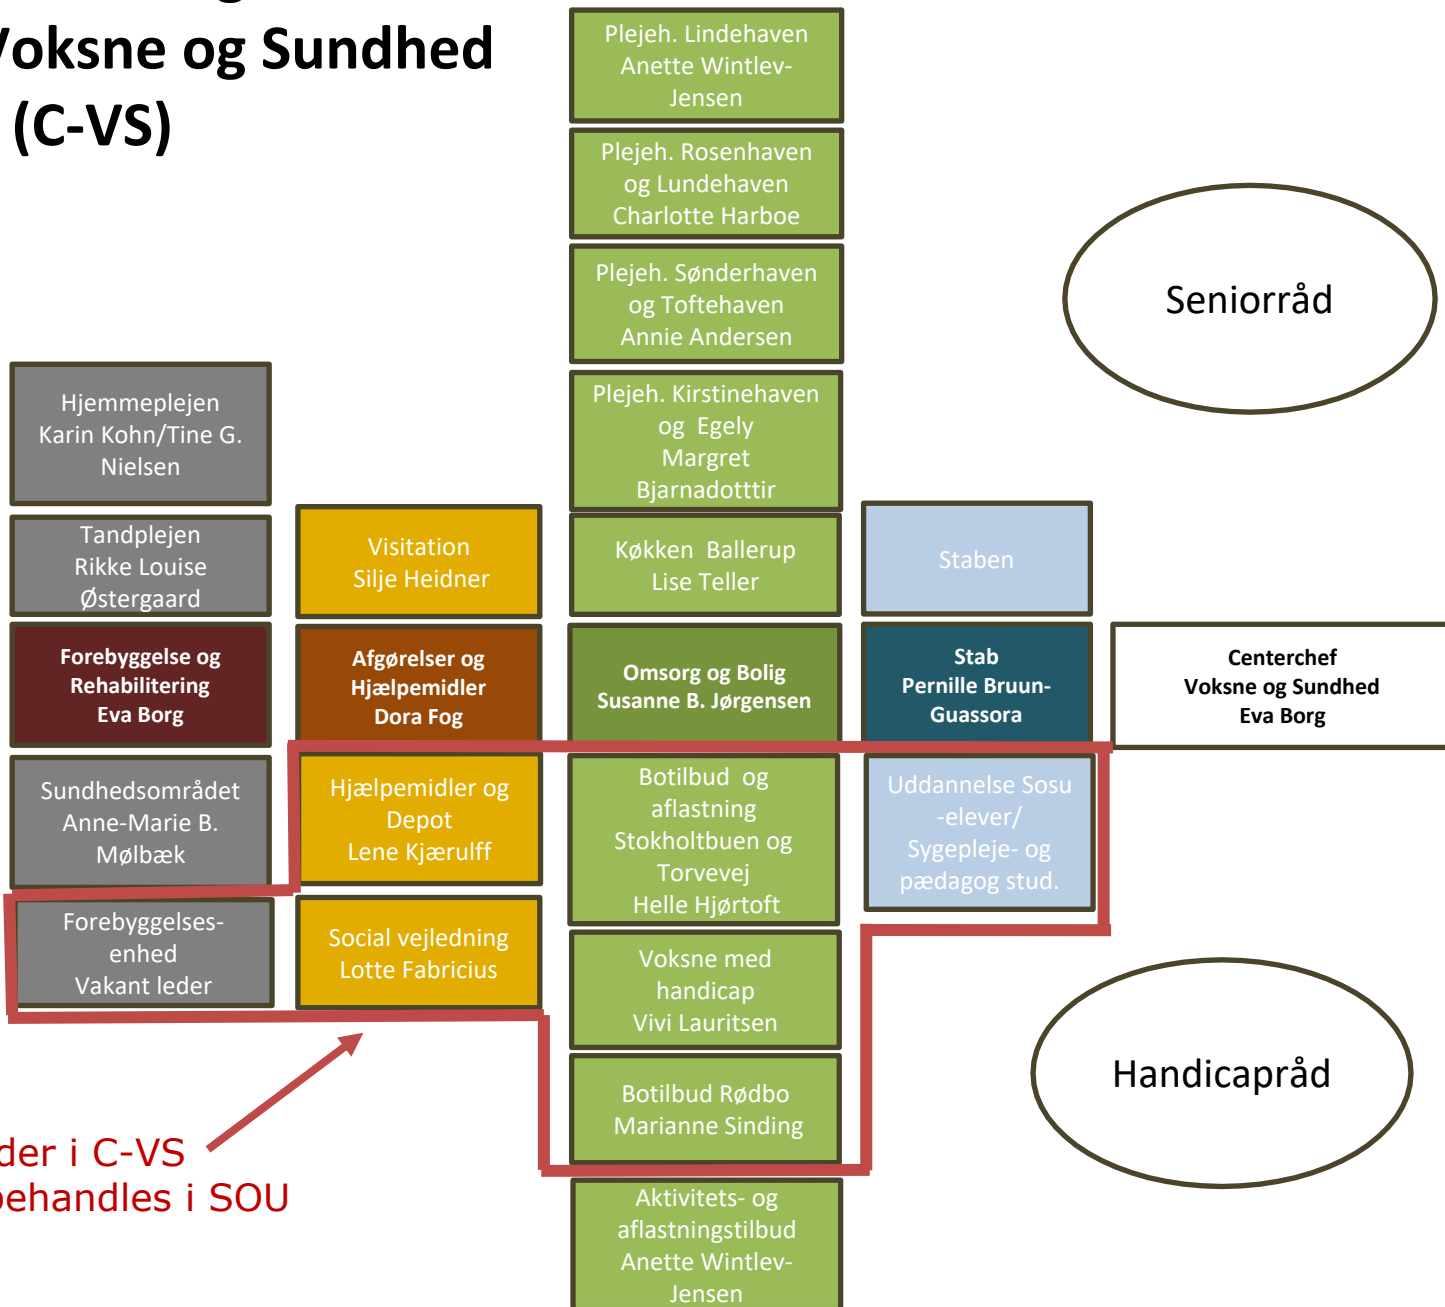 Voksne og Sundhed
(C-VS)
Plejeh. Lindehaven
Anette Wintlev-
Jensen
Plejeh. Rosenhaven
og Lundehaven
Charlotte Harboe
Plejeh. Sønderhaven
og Toftehaven
Annie Andersen
Plejeh. Kirstinehaven
og Egely
Margret
Bjarnadotttir
Køkken Ballerup
Lise Teller
Seniorråd
Hjemmeplejen
Karin Kohn/Tine G.
Nielsen
Tandplejen
Rikke Louise
Østergaard
Visitation
Silje Heidner
Staben
Forebyggelse og
Rehabilitering
Eva Borg
Afgørelser og
Hjælpemidler
Dora Fog
Omsorg og Bolig
Susanne B. Jørgensen
Stab
Pernille Bruun-
Guassora
Centerchef
Voksne og Sundhed
Eva Borg
Sundhedsområdet
Anne-Marie B.
Mølbæk
Forebyggelses-
enhed
Vakant leder
Hjælpemidler og
Depot
Lene Kjærulff
Social vejledning
Lotte Fabricius
Botilbud og
aflastning
Stokholtbuen og
Torvevej
Helle Hjørtoft
Voksne med
handicap
Vivi Lauritsen
Botilbud Rødbo
Marianne Sinding
Aktivitets- og
aflastningstilbud
Anette Wintlev-
Jensen
Uddannelse Sosu
-elever/
Sygepleje- og
pædagog stud.
Handicapråd
der i C-VS
behandles i SOU